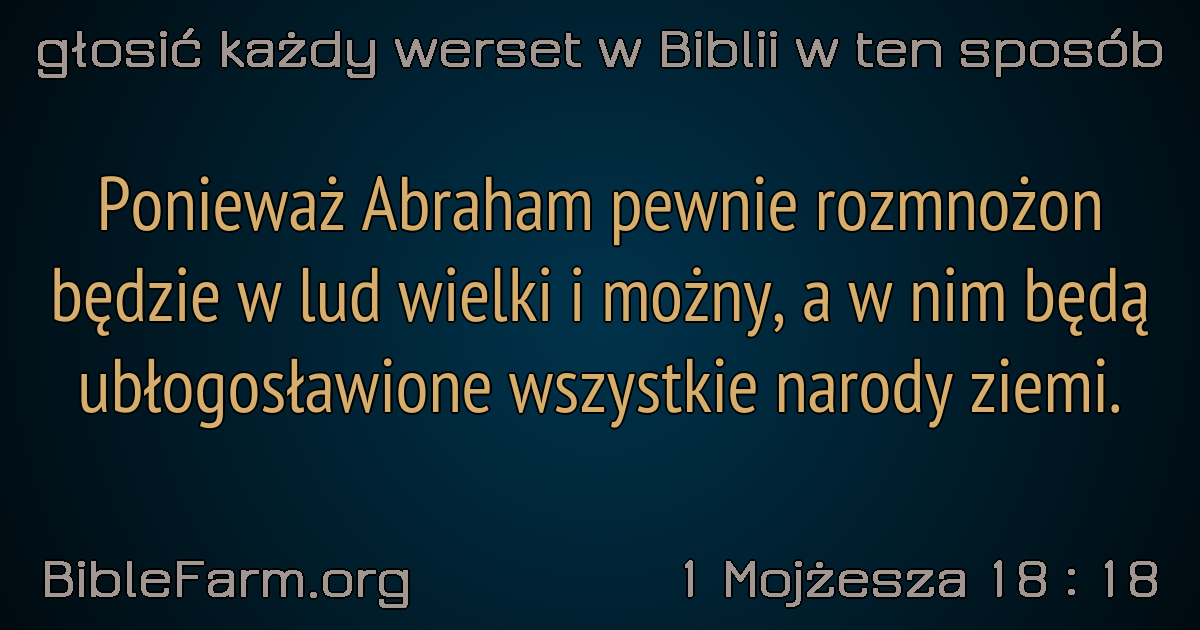 głosić każdy werset w Biblii w ten sposób
Ponieważ Abraham pewnie rozmnożon
będzie w lud wielki i możny, a w nim będą
ubłogosławione wszystkie narody ziemi.
BibleFarm.org
1 Mojżesza 18 : 18